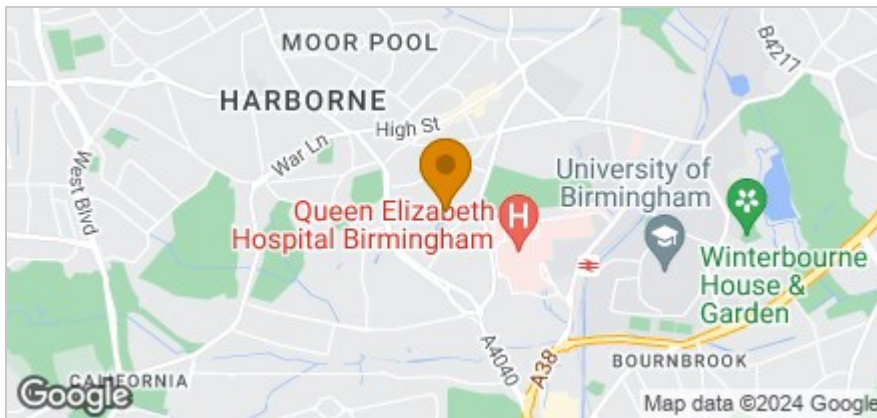 MOOR POOL
HARBORNE
High St
War Ln
West Blvd
B4217
University of
Birmingham
Queen Elizabeth
Hospital Birmingham
H
Winterbourne
House &
Garden
A4040
A38
BOURNBROOK
CALIFORNIA
Google
Map data ©2024 Google